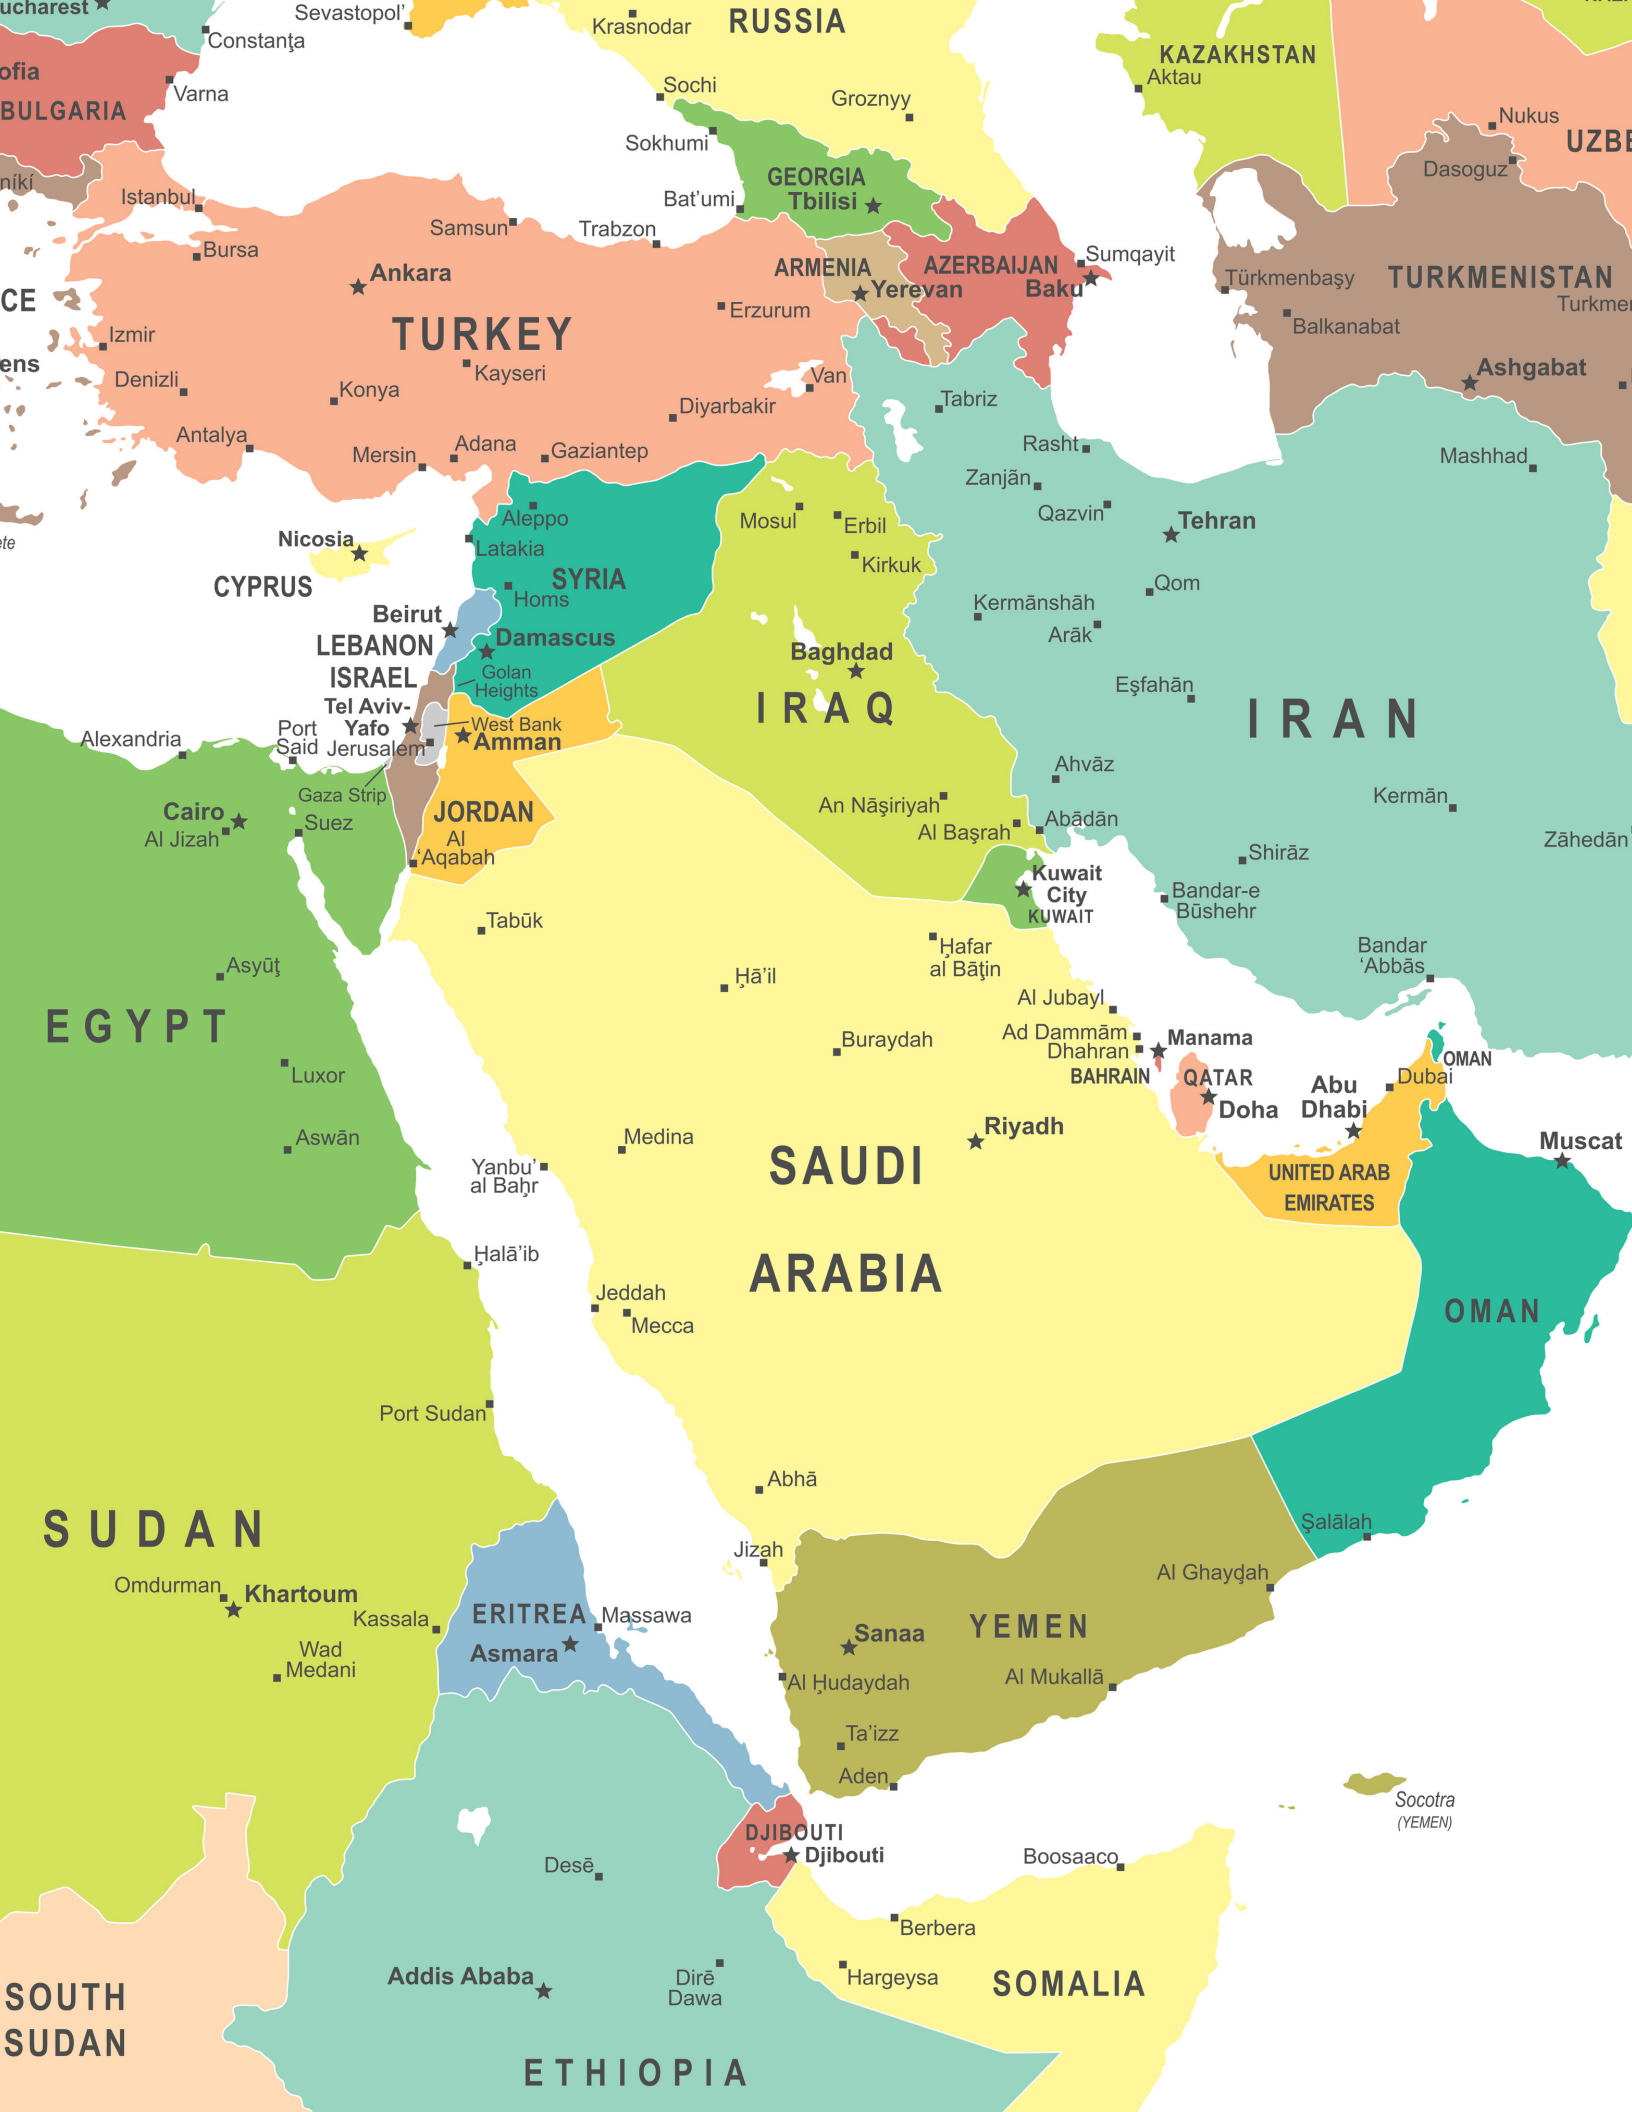 ucharest
Constanţa
Sevastopol’
Krasnodar
RUSSIA
KAZAKHSTAN
Aktau
ofia
Varna
BULGARIA
Sochi
Groznyy
Sokhumi
Nukus
UZBE
Dasoguz
níkí
Istanbul
GEORGIA
Tbilisi
Bat’umi
Samsun
Trabzon
Bursa
Ankara
ARMENIA
Yerevan
AZERBAIJAN
Baku
Sumqayit
Türkmenbaşy
TURKMENISTAN
Turkmer
Balkanabat
Ashgabat
CE
ens
Izmir
TURKEY
Erzurum
Denizli
Konya
Kayseri
Van
Diyarbakir
Tabriz
Antalya
Mersin
Adana
Gaziantep
Rasht
Mashhad
Zanjãn
Qazvin
Tehran
ete
Nicosia
CYPRUS
Aleppo
Latakia
SYRIA
Homs
Mosul
Erbil
Kirkuk
Qom
Kermānshāh
Arāk
Beirut
LEBANON
Damascus
ISRAEL
Golan
Heights
Baghdad
IRAQ
Eşfahān
IRAN
Tel Aviv-
Yafo
West Bank
Jerusalem
Amman
Port
Said
Alexandria
Gaza Strip
Cairo
Al Jizah
Suez
JORDAN
Al
‘Aqabah
Ahvāz
An Nāşiriyah
Al Başrah
Abādān
Kermān
Zāhedān
Shirāz
Kuwait
City
KUWAIT
Bandar-e
Būshehr
Tabūk
Ḩafar
al Bāţin
Bandar
‘Abbās
Asyūţ
Ḩā’il
Al Jubayl
EGYPT
Buraydah
Ad Dammām
Dhahran
Manama
BAHRAIN
QATAR
Doha
Abu
Dhabi
Dubai
OMAN
Luxor
Aswān
Medina
Riyadh
Muscat
Yanbu’
al Baḩr
SAUDI
ARABIA
UNITED ARAB
EMIRATES
Ḩalā’ib
Jeddah
Mecca
OMAN
Port Sudan
Abhā
SUDAN
Jizah
Şalālah
Al Ghayḑah
Omdurman
Khartoum
Kassala
ERITREA
Massawa
Asmara
Wad
Medani
YEMEN
Sanaa
Al Ḩudaydah
Al Mukallā
Ta’izz
Aden
Socotra
(YEMEN)
DJIBOUTI
Djibouti
Desē
Boosaaco
Berbera
Addis Ababa
Dirē
Dawa
Hargeysa
SOMALIA
SOUTH
SUDAN
ETHIOPIA